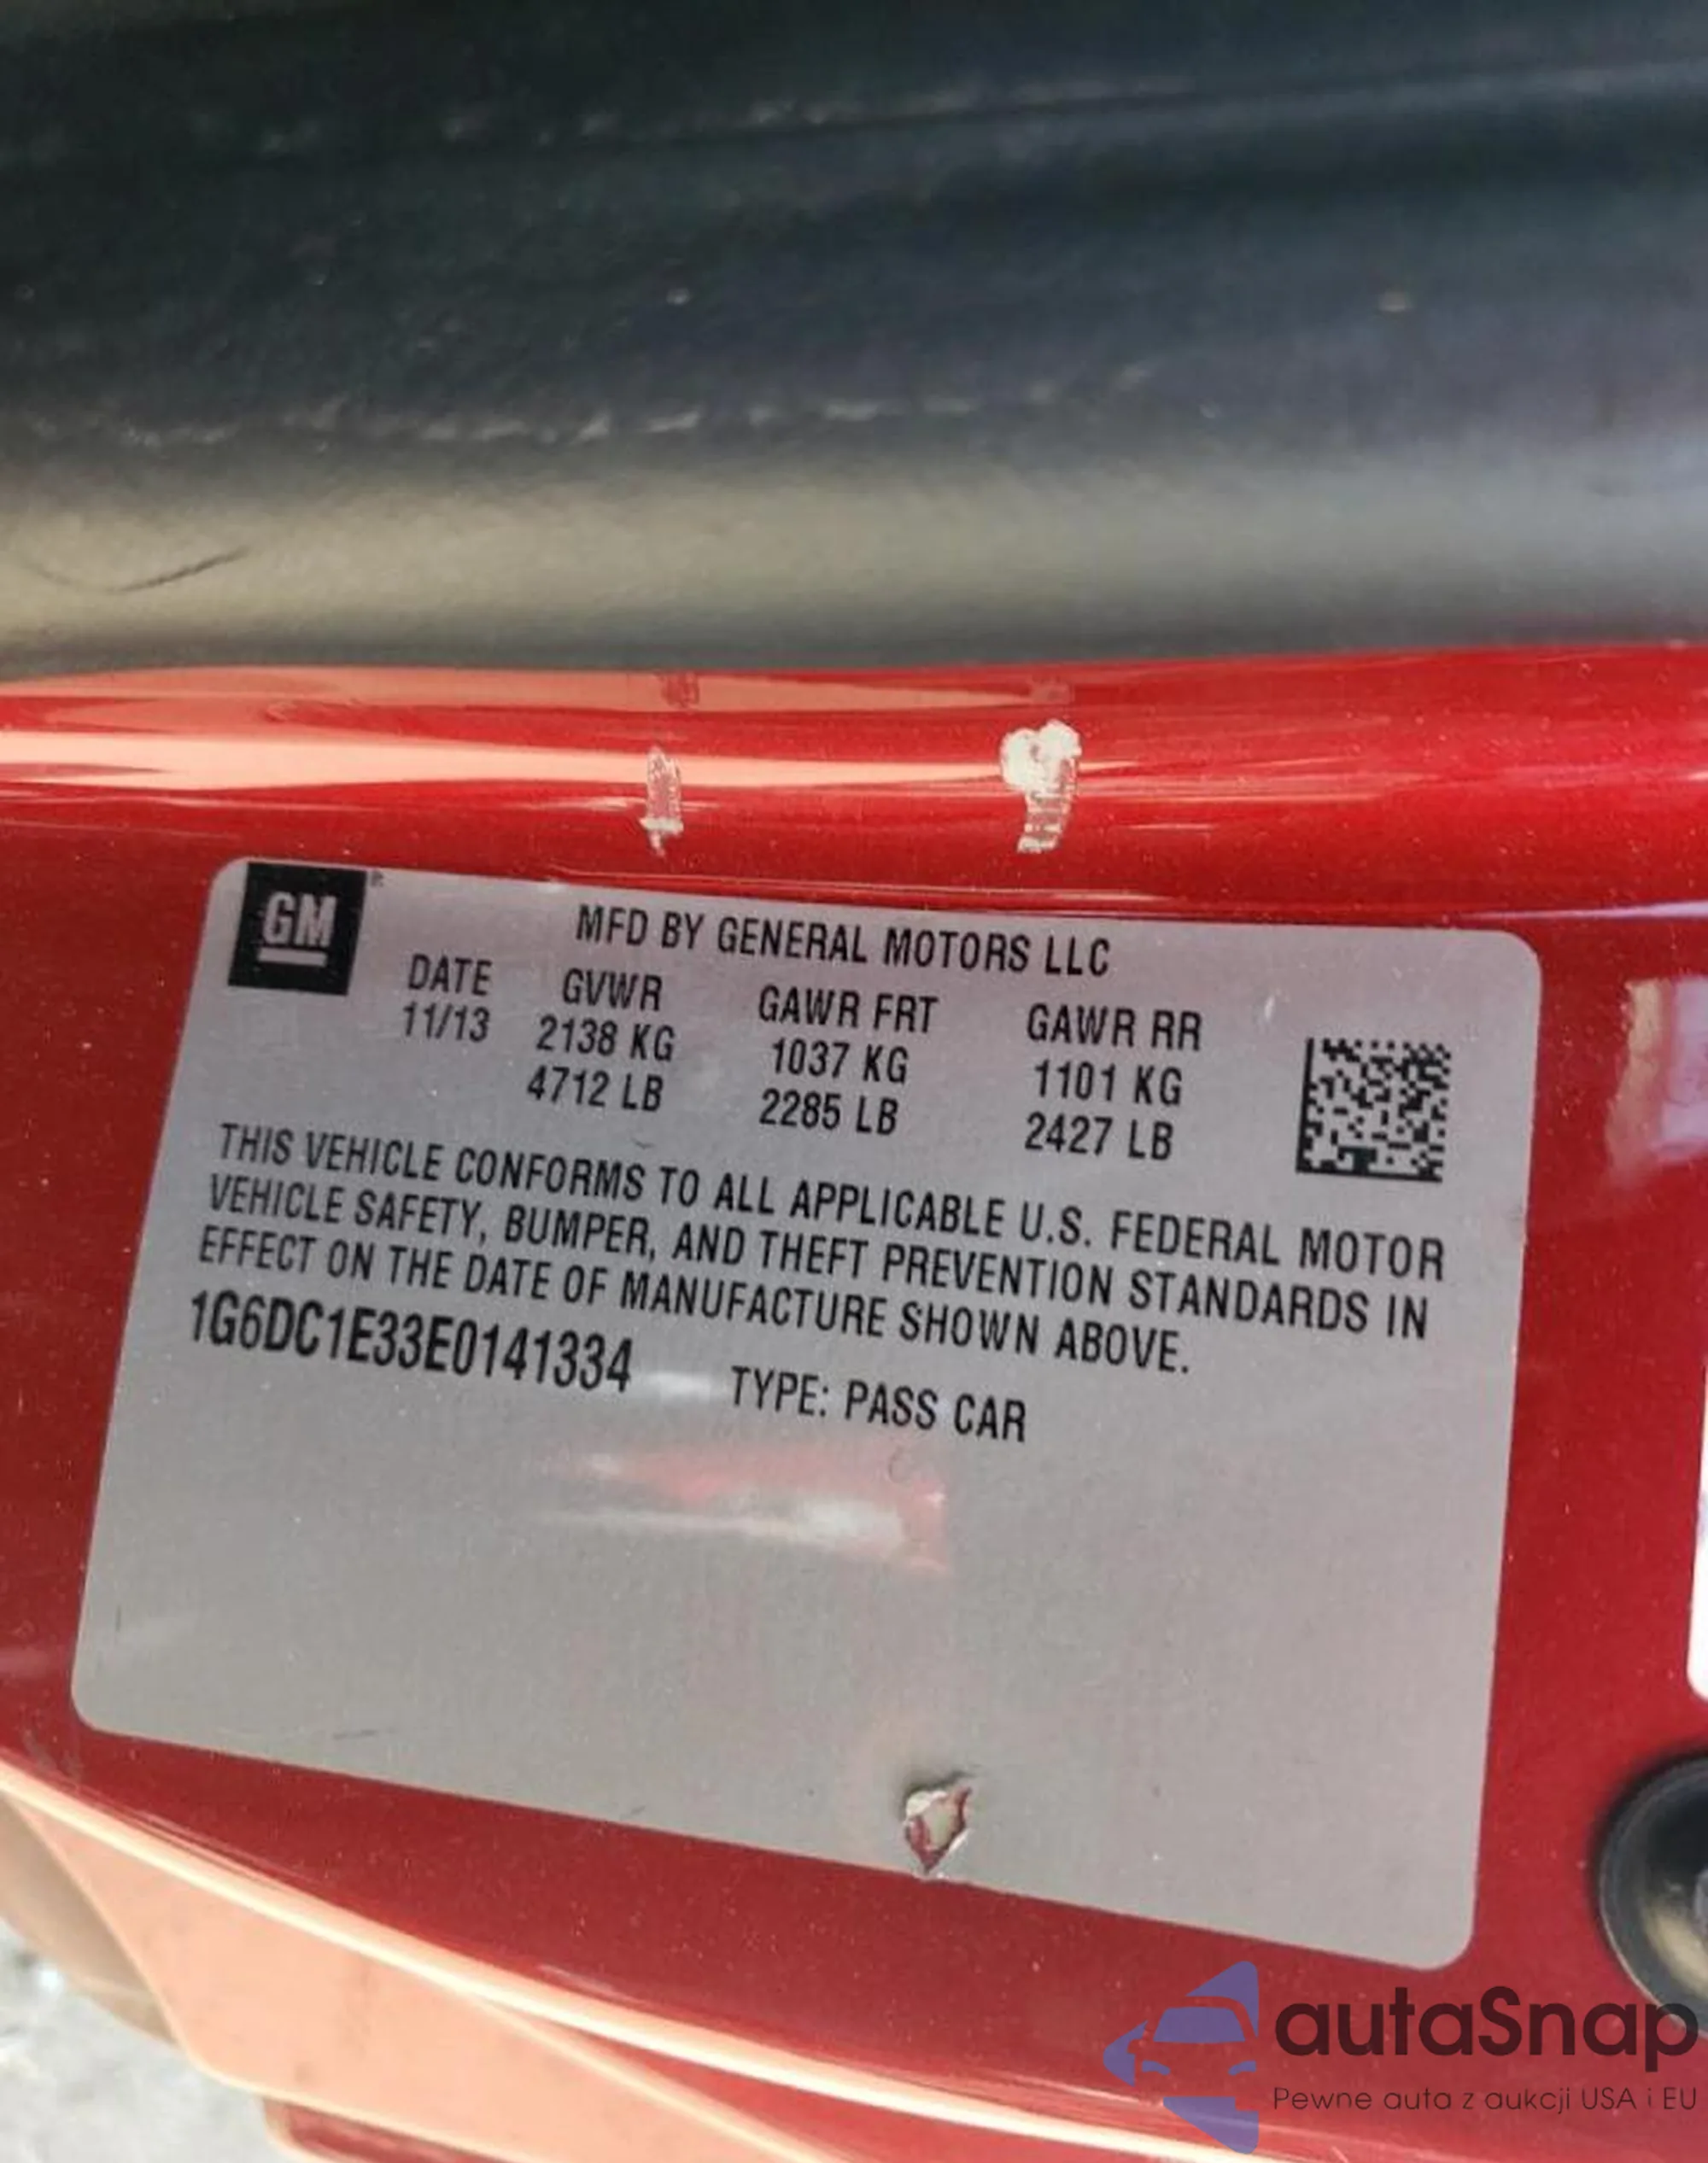 GM
MFD BY GENERAL MOTORS LLC
DATE GVWR GAWR FRT GAWR RR
11/13 2138 KG 1037 KG 1101 KG
4712 LB 2285 LB 2427 LB
THIS VEHICLE CONFORMS TO ALL APPLICABLE U.S. FEDERAL MOTOR
VEHICLE SAFETY, BUMPER, AND THEFT PREVENTION STANDARDS IN
EFFECT ON THE DATE OF MANUFACTURE SHOWN ABOVE.
1G6DC1E33E0141334 TYPE: PASS CAR
autaSnap
Pewne auta z aukcji USA i EU